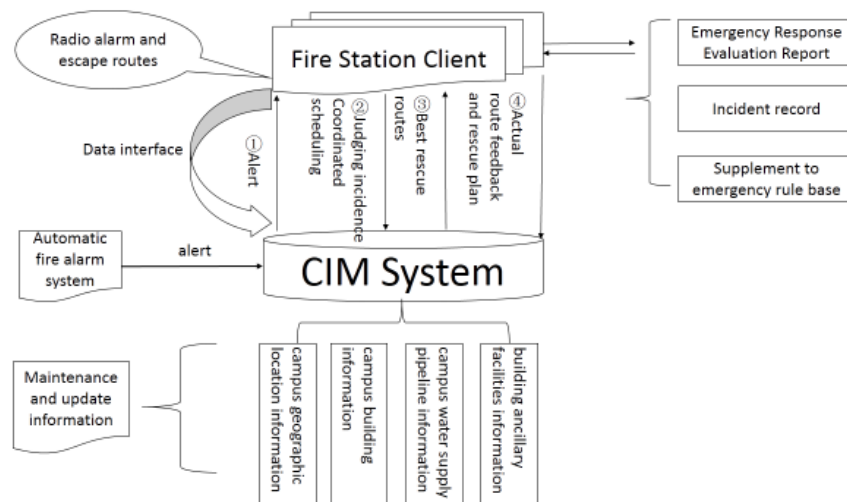 Radio alarm and
escape routes
Fire Station Client
Emergency Response
Evaluation Report
Incident record
Supplement to
emergency rule base
Data interface
①Alert
②Judging incidence
Coordinated
scheduling
③Best rescue
routes
④Actual
route feedback
and rescue plan
Automatic
fire alarm
system
alert
CIM System
Maintenance
and update
information
campus geographic
location information
campus building
information
campus water supply
pipeline information
building ancillary
facilities information